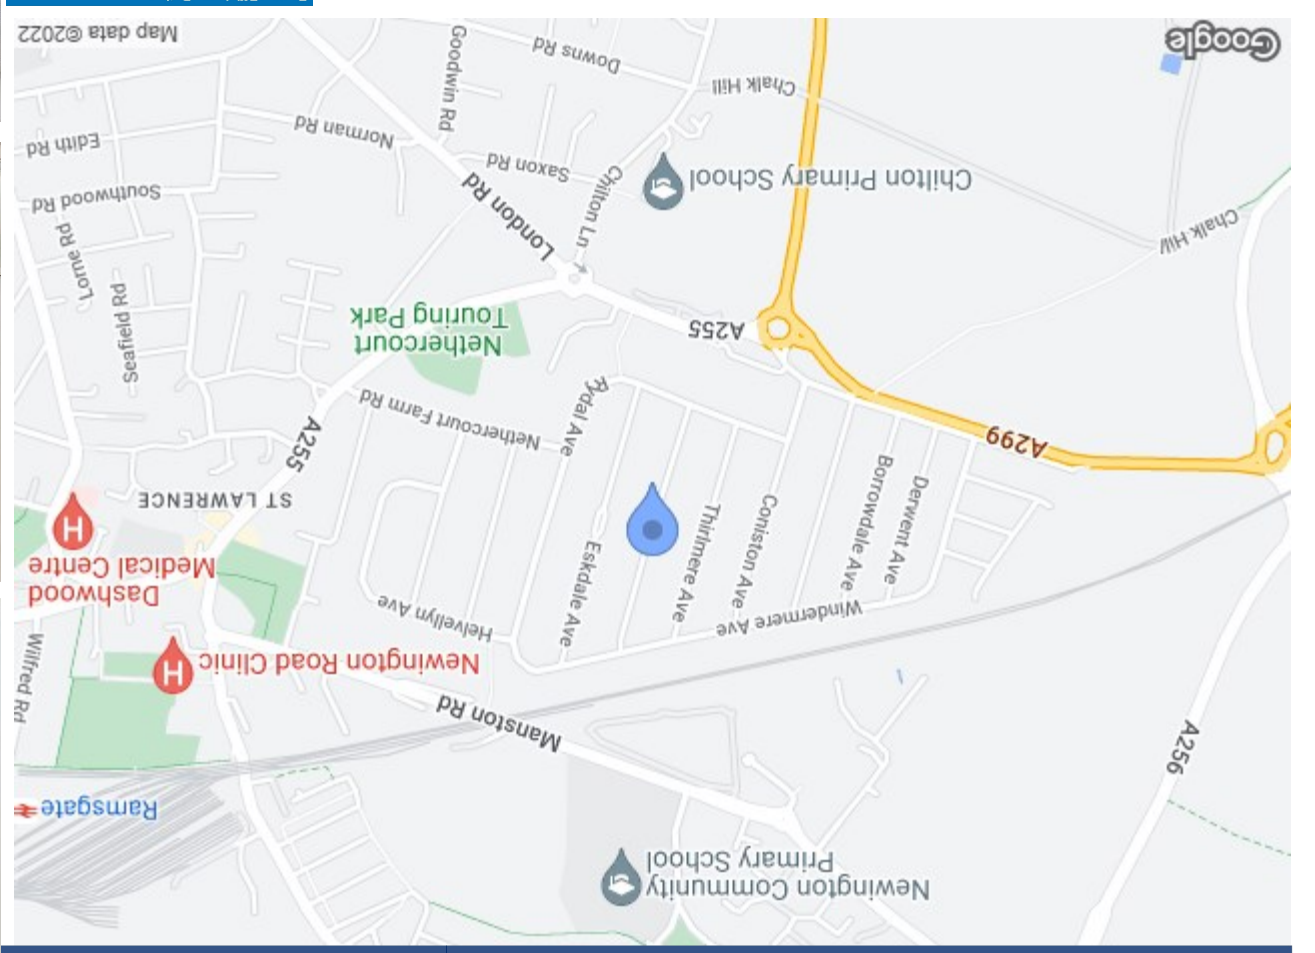 Newington Community
Primary School
Ramsgate
A256
Manston Rd
Newington Road Clinic
Wilfred Rd
Windermere Ave
Helvellyn Ave
Dashwood
Medical Centre
Derwent Ave
Borrowdale Ave
Coniston Ave
Thirlmere Ave
Eskdale Ave
ST LAWRENCE
A299
A255
Nethercourt Farm Rd
Rydal Ave
Nethercourt
Touring Park
A255
Seafield Rd
Lorne Rd
Chalk Hill
London Rd
Chilton Ln
Southwood Rd
Chilton Primary School
Saxon Rd
Edith Rd
Norman Rd
Chalk Hill
Goodwin Rd
Downs Rd
Google
Map data ©2022